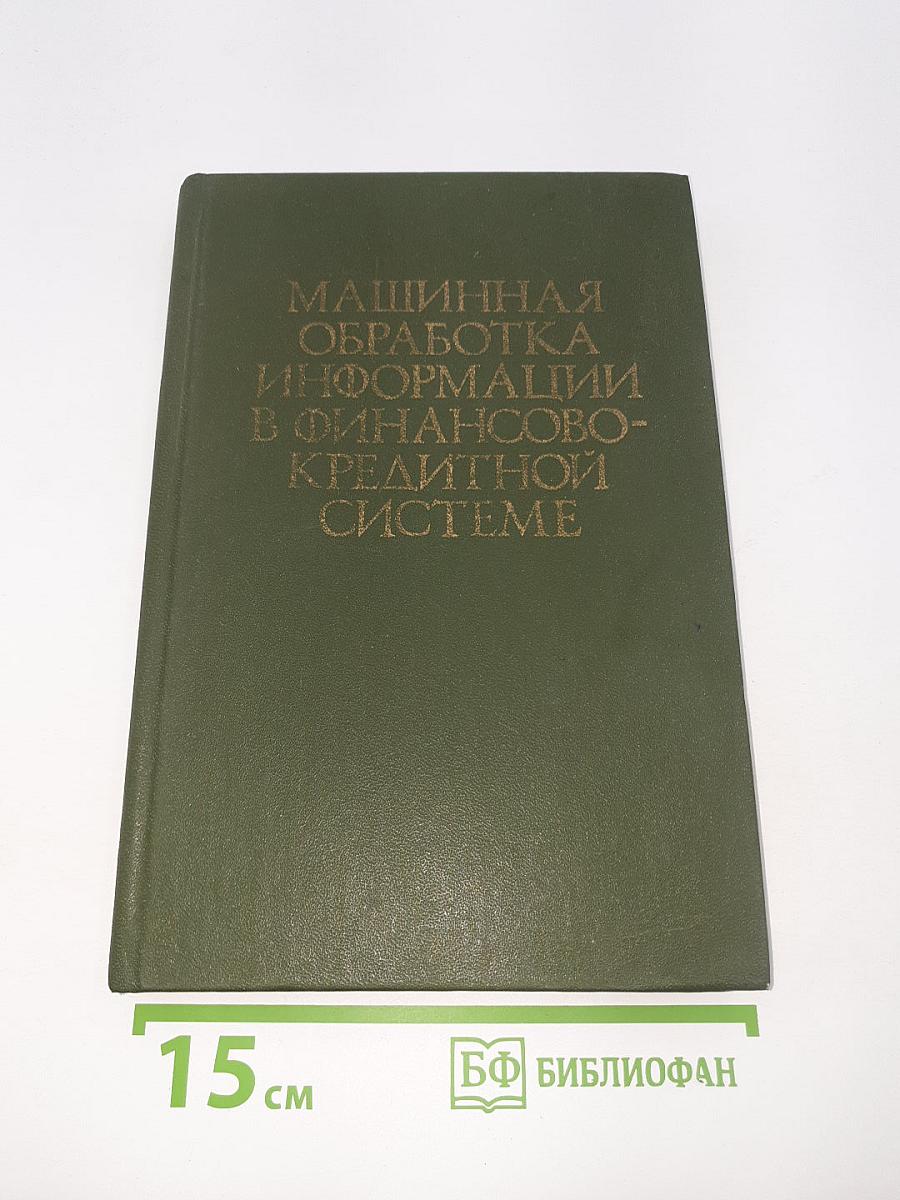 МАШИННАЯ
ОБРАБОТКА
ИНФОРМАЦИИ
В ФИНАНСОВО-
КРЕДИТНОЙ
СИСТЕМЕ
15 см
БФ БИБЛИОФАН